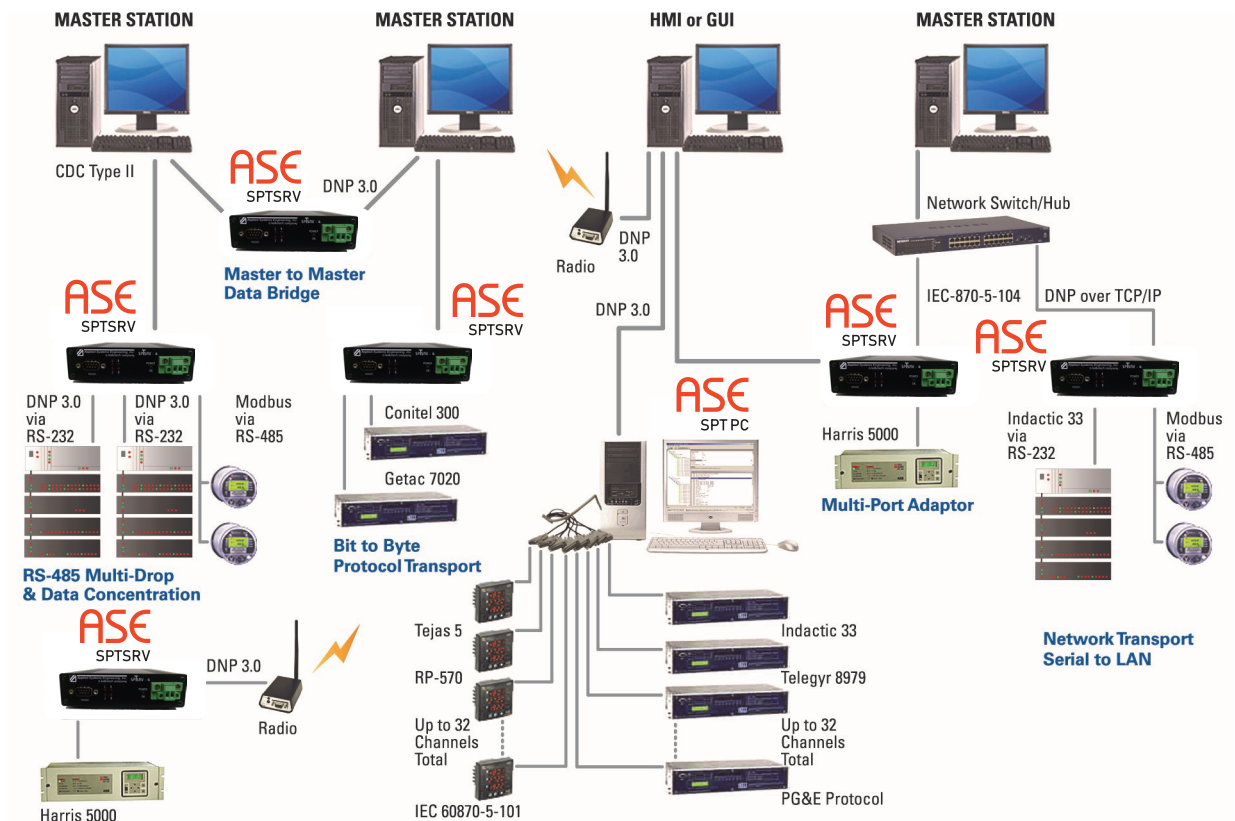 MASTER STATION
MASTER STATION
HMI or GUI
MASTER STATION
CDC Type II
ASE
SPTSRV
DNP 3.0
Master to Master
Data Bridge
Radio
DNP
3.0
Network Switch/Hub
ASE
SPTSRV
ASE
SPTSRV
DNP 3.0
IEC-870-5-104
DNP over TCP/IP
ASE
SPTSRV
ASE
SPTSRV
DNP 3.0
via
RS-232
DNP 3.0
via
RS-232
Modbus
via
RS-485
Conitel 300
Getac 7020
ASE
SPT PC
Harris 5000
Multi-Port Adaptor
Indactic 33
via
RS-232
Modbus
via
RS-485
Bit to Byte
Protocol Transport
RS-485 Multi-Drop
& Data Concentration
ASE
SPTSRV
DNP 3.0
Radio
Harris 5000
Tejas 5
RP-570
Up to 32
Channels
Total
IEC 60870-5-101
Indactic 33
Telegyr 8979
Up to 32
Channels
Total
PG&E Protocol
Network Transport
Serial to LAN